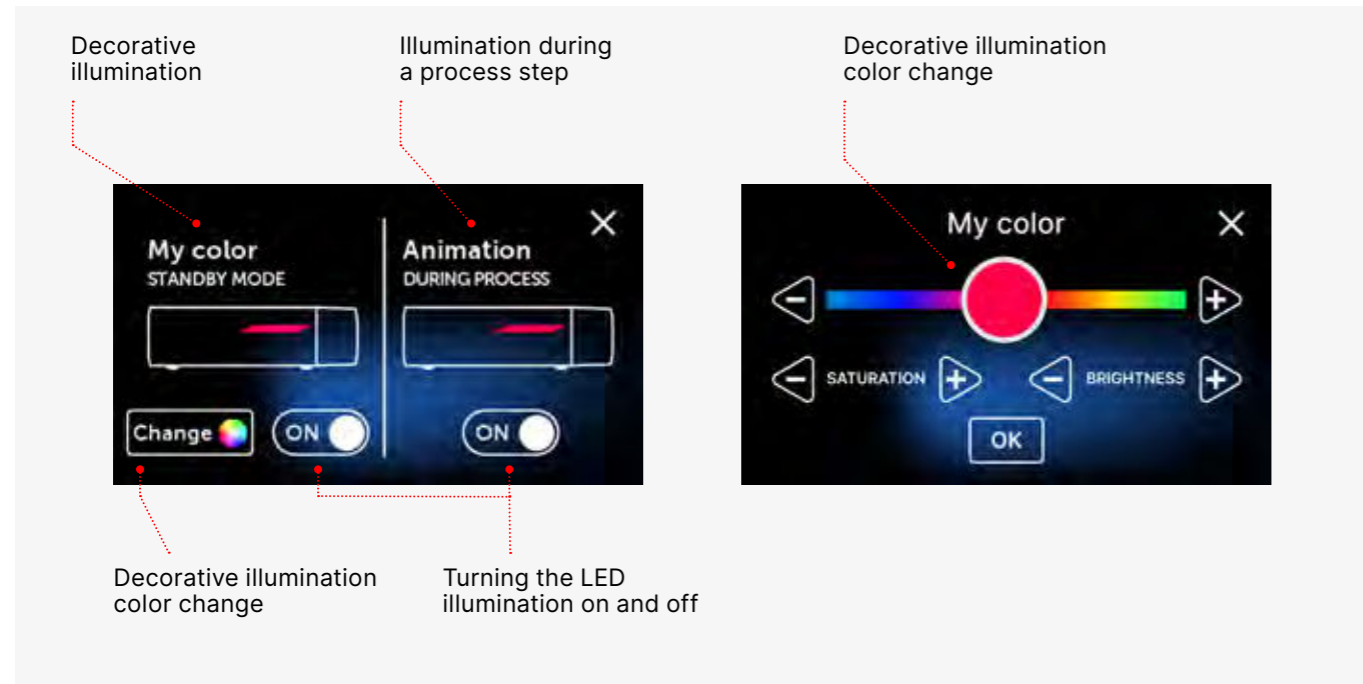 Decorative
illumination
Illumination during
a process step
Decorative illumination
color change
My color
STANDBY MODE
Change
ON
Animation
DURING PROCESS
ON
My color
SATURATION
BRIGHTNESS
OK
Decorative illumination
color change
Turning the LED
illumination on and off